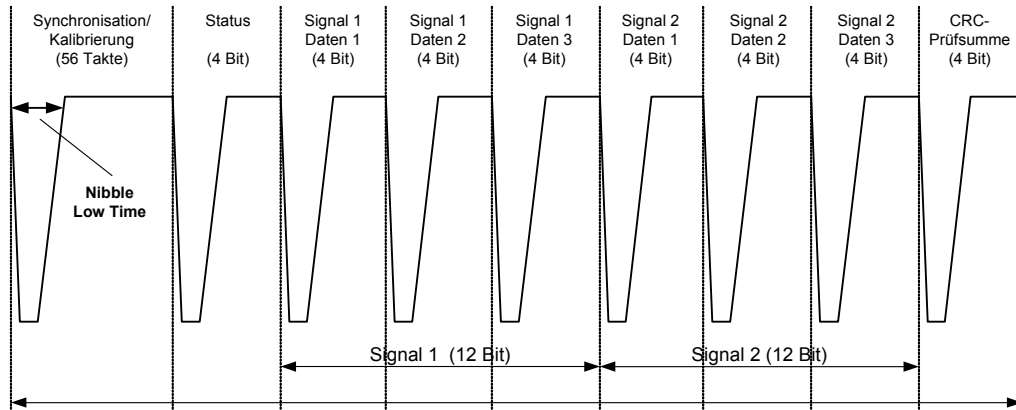 Synchronisation/
Kalibrierung
(56 Takte)
Status
(4 Bit)
Signal 1
Daten 1
(4 Bit)
Signal 1
Daten 2
(4 Bit)
Signal 1
Daten 3
(4 Bit)
Signal 2
Daten 1
(4 Bit)
Signal 2
Daten 2
(4 Bit)
Signal 2
Daten 3
(4 Bit)
CRC-
Prüfsumme
(4 Bit)
Nibble
Low Time
Signal 1 (12 Bit)
Signal 2 (12 Bit)